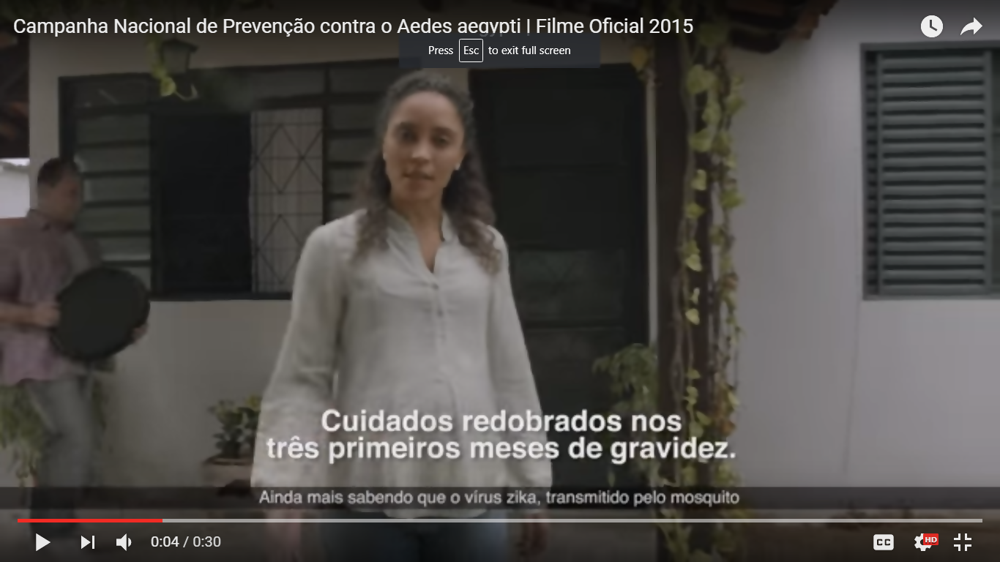 Campanha Nacional de Prevenção contra o Aedes aegypti | Filme Oficial 2015
Press Esc to exit full screen
Cuidados redobrados nos
três primeiros meses de gravidez.
Ainda mais sabendo que o vírus zika, transmitido pelo mosquito
0:04 / 0:30
CC
HD